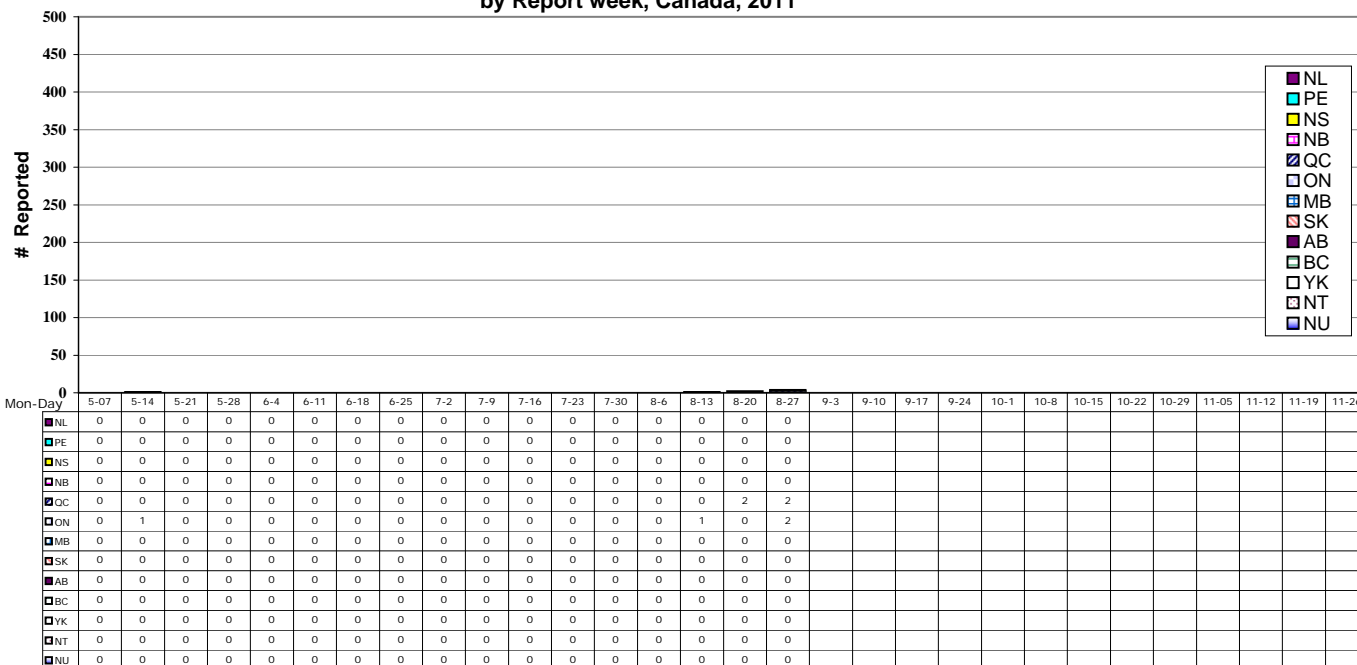 by Report week, Canada, 2011
# Reported
500
450
400
350
300
250
200
150
100
50
0
NL
PE
NS
NB
QC
ON
MB
SK
AB
BC
YK
NT
NU
Mon-Day 5-07 5-14 5-21 5-28 6-4 6-11 6-18 6-25 7-2 7-9 7-16 7-23 7-30 8-6 8-13 8-20 8-27 9-3 9-10 9-17 9-24 10-1 10-8 10-15 10-22 10-29 11-05 11-12 11-19 11-26
NL 0 0 0 0 0 0 0 0 0 0 0 0 0 0 0 0 0
PE 0 0 0 0 0 0 0 0 0 0 0 0 0 0 0 0 0
NS 0 0 0 0 0 0 0 0 0 0 0 0 0 0 0 0 0
NB 0 0 0 0 0 0 0 0 0 0 0 0 0 0 0 0 0
QC 0 0 0 0 0 0 0 0 0 0 0 0 0 0 0 2 2
ON 0 1 0 0 0 0 0 0 0 0 0 0 0 0 1 0 2
MB 0 0 0 0 0 0 0 0 0 0 0 0 0 0 0 0 0
SK 0 0 0 0 0 0 0 0 0 0 0 0 0 0 0 0 0
AB 0 0 0 0 0 0 0 0 0 0 0 0 0 0 0 0 0
BC 0 0 0 0 0 0 0 0 0 0 0 0 0 0 0 0 0
YK 0 0 0 0 0 0 0 0 0 0 0 0 0 0 0 0 0
NT 0 0 0 0 0 0 0 0 0 0 0 0 0 0 0 0 0
NU 0 0 0 0 0 0 0 0 0 0 0 0 0 0 0 0 0